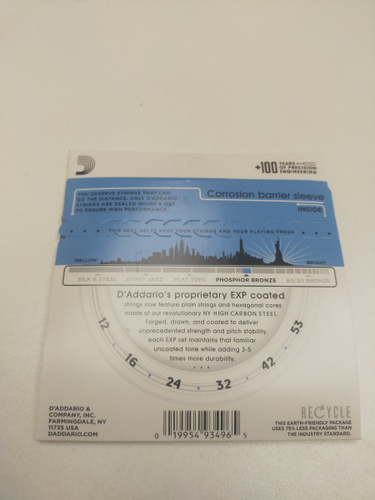 +100 YEARS OF PRECISION ENGINEERING
YOU DESERVE STRINGS THAT CAN
GO THE DISTANCE. ONLY D'ADDARIO
STRINGS ARE SEALED INSIDE & OUT
TO ENSURE HIGH PERFORMANCE.
Corrosion barrier sleeve
INSIDE
THIS SEAL HELPS KEEP YOUR STRINGS AND YOUR PLAYING FRESH
MELLOW
BRIGHT
SILK & STEEL GYPSY JAZZ FLAT TOPS PHOSPHOR BRONZE 80/20 BRONZE
D'Addario's proprietary EXP coated
strings now feature plain strings and hexagonal cores
made of our revolutionary NY HIGH CARBON STEEL.
Forged, drawn, and coated to deliver
unprecedented strength and pitch stability,
each EXP set maintains that familiar
uncoated tone while adding 3-5
times more durability.
12 16 24 32 42 53
D'ADDARIO &
COMPANY, INC.
FARMINGDALE, NY
11735 USA
DADDARIO.COM
0 19954 93496 5
RECYCLE
THIS EARTH-FRIENDLY PACKAGE
USES 75% LESS PACKAGING THAN
THE INDUSTRY STANDARD.